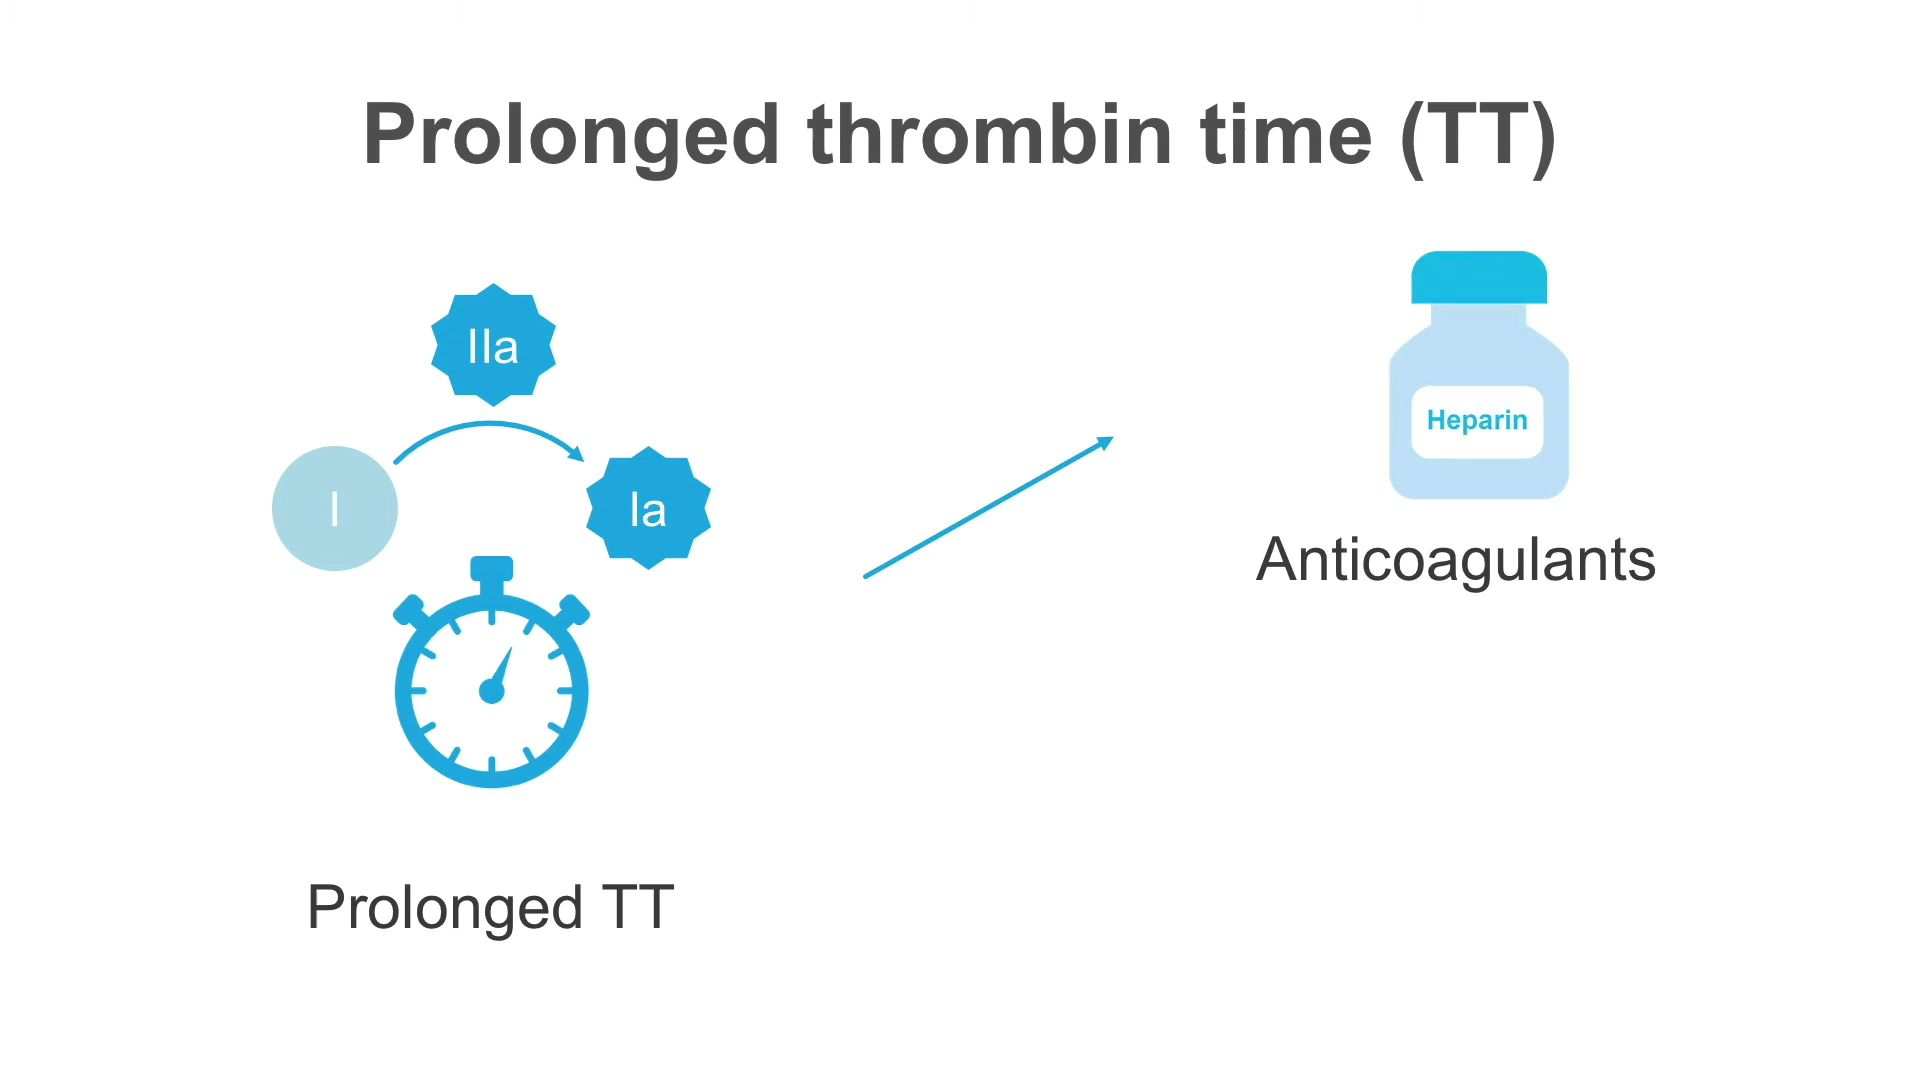 Prolonged thrombin time (TT)
IIa
I
Ia
Prolonged TT
Heparin
Anticoagulants